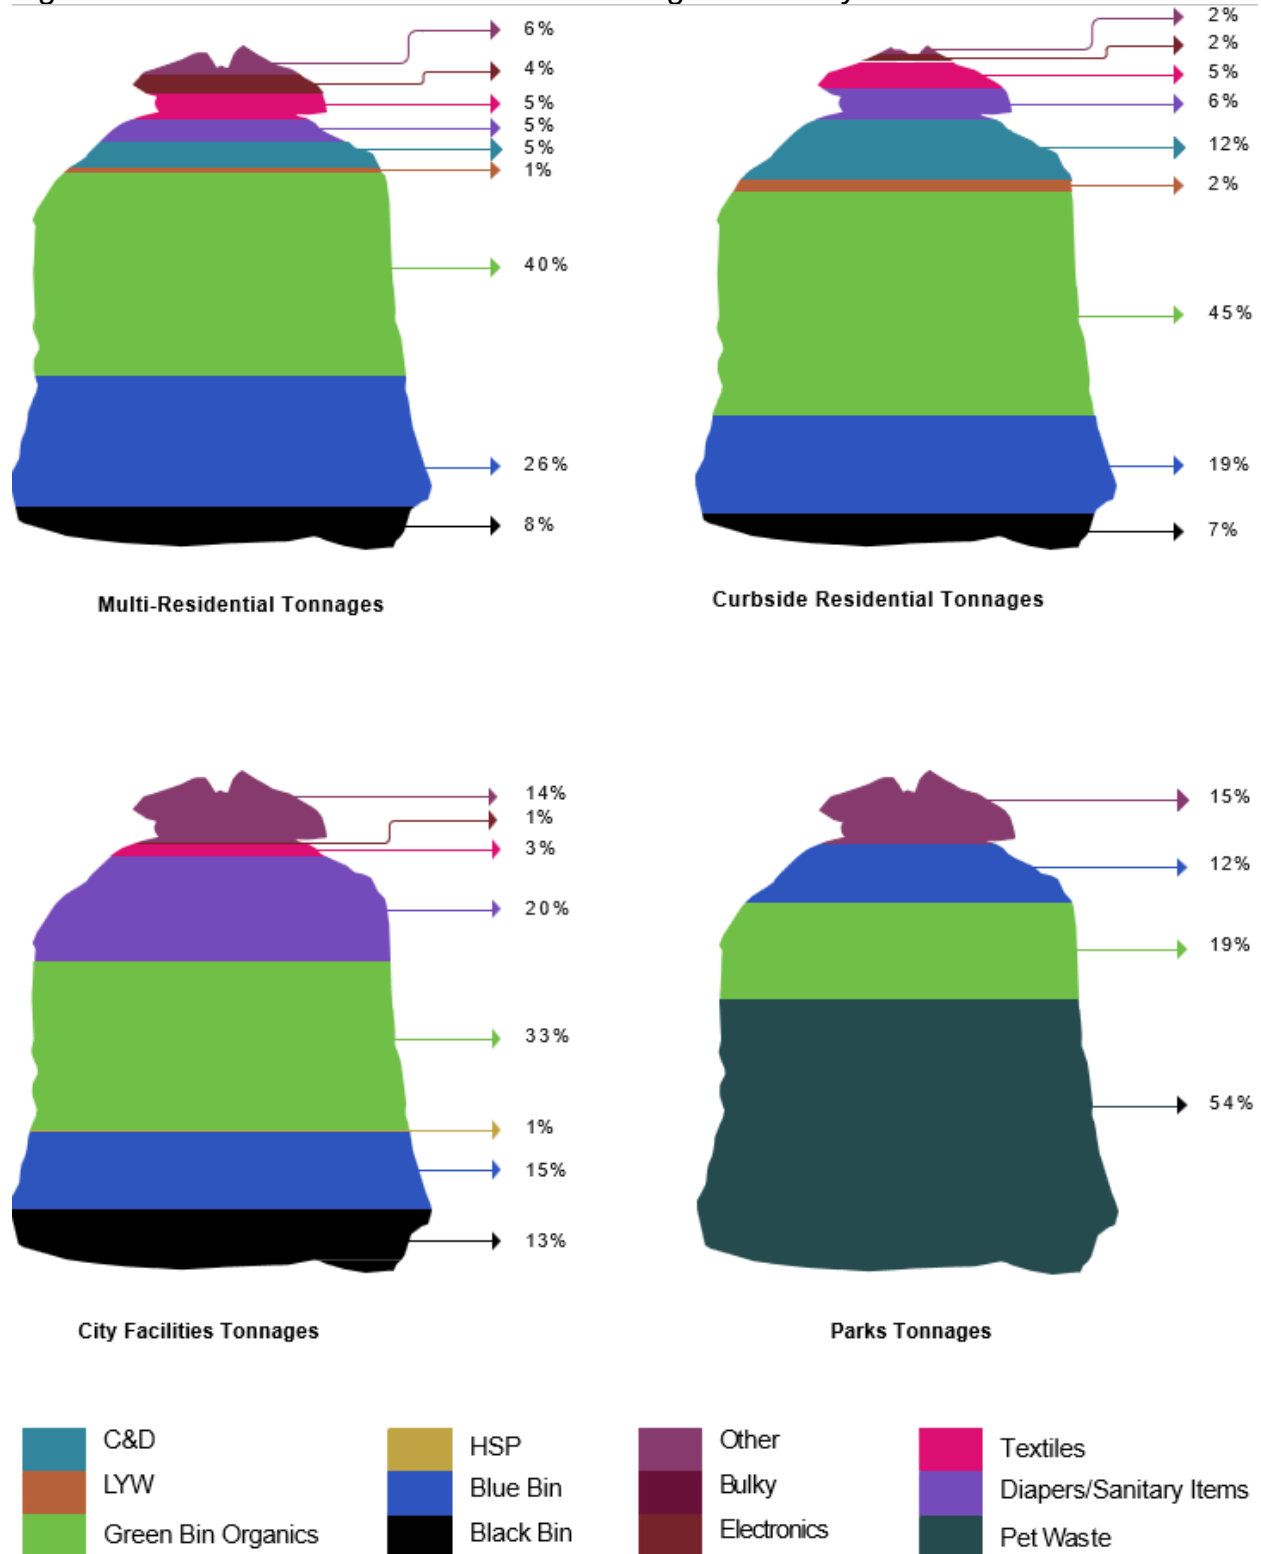 6%
4%
5%
5%
5%
1%
40%
26%
8%
Multi-Residential Tonnages
2%
2%
5%
6%
12%
2%
45%
19%
7%
Curbside Residential Tonnages
14%
1%
3%
20%
33%
1%
15%
13%
City Facilities Tonnages
15%
12%
19%
54%
Parks Tonnages
C&D
LYW
Green Bin Organics
HSP
Blue Bin
Black Bin
Other
Bulky
Electronics
Textiles
Diapers/Sanitary Items
Pet Waste